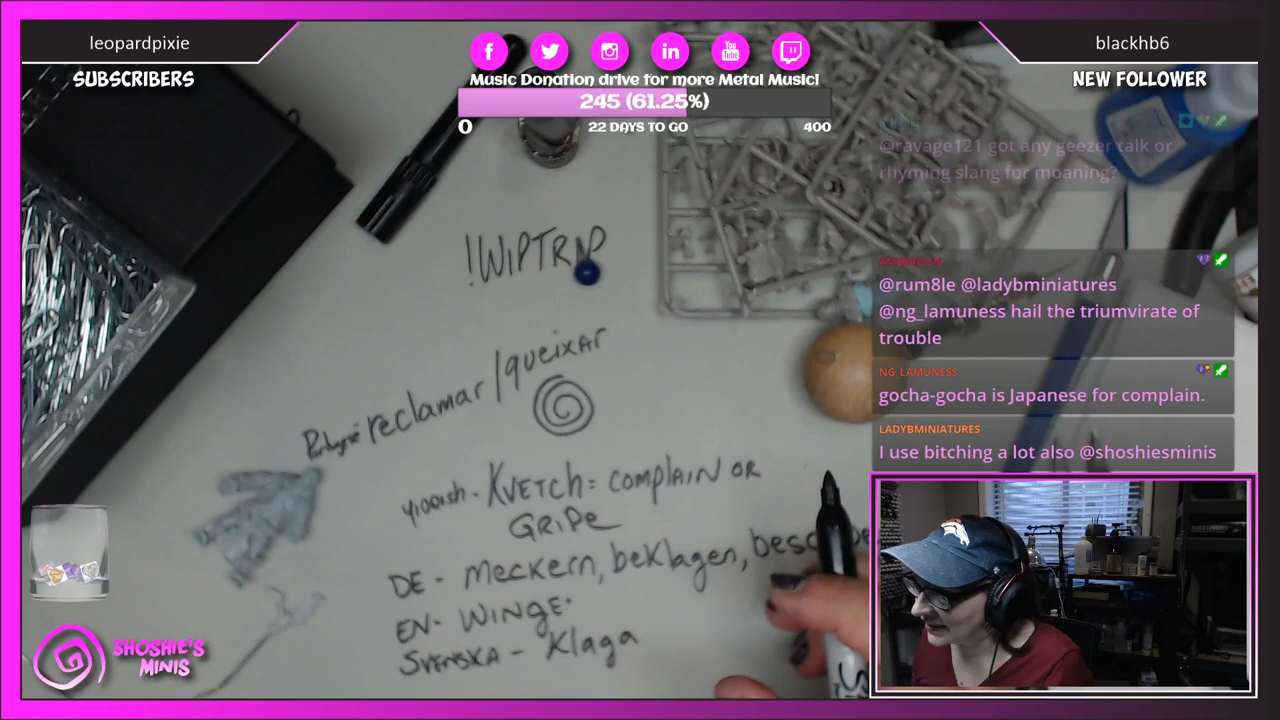 leopardpixie
SUBSCRIBERS
Music Donation drive for more Metal Music!
245 (61.25%)
0
22 DAYS TO GO
400
blackhb6
NEW FOLLOWER
@ravage121 got any geezer talk or
rhyming slang for moaning?
@rum8le @ladybminiatures
@ng_lamuness hail the triumvirate of
trouble
NG_LAMUNESS
gocha-gocha is Japanese for complain.
LADYBMINIATURES
I use bitching a lot also @shoshiesminis
!WIPTRN
reclamar/queixar
Yiddish - KVETCH = COMPLAIN OR
GRIPE
DE - meckern, beklagen,
EN - WINGE
SVENSKA - Klaga
SHOSHIE'S
MINIS